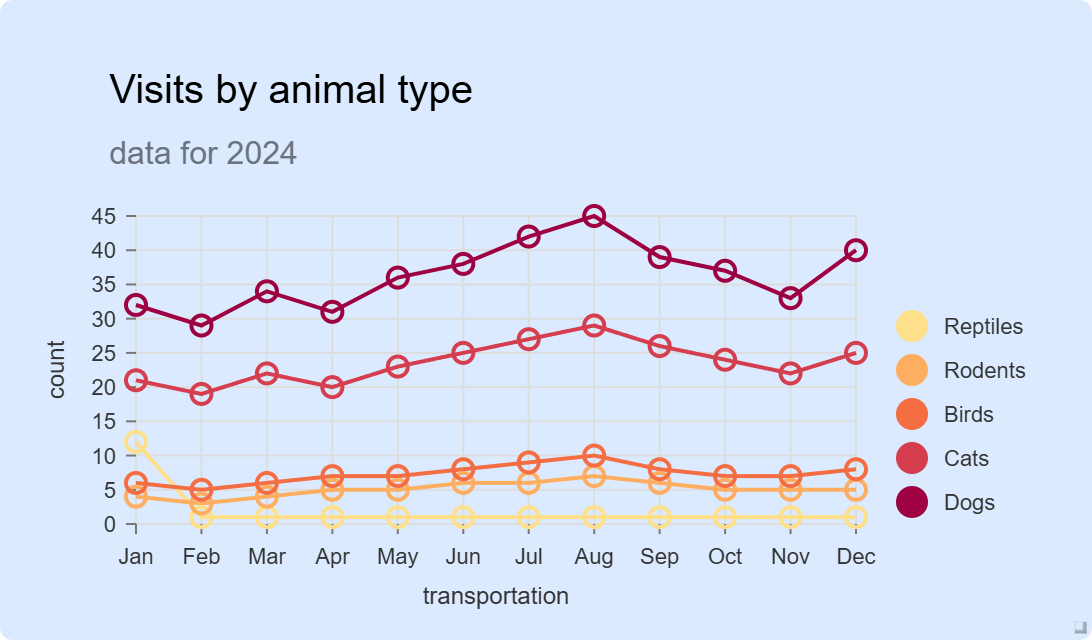 Visits by animal type
data for 2024
count
45
40
35
30
25
20
15
10
5
0
Jan Feb Mar Apr May Jun Jul Aug Sep Oct Nov Dec
transportation
Reptiles
Rodents
Birds
Cats
Dogs